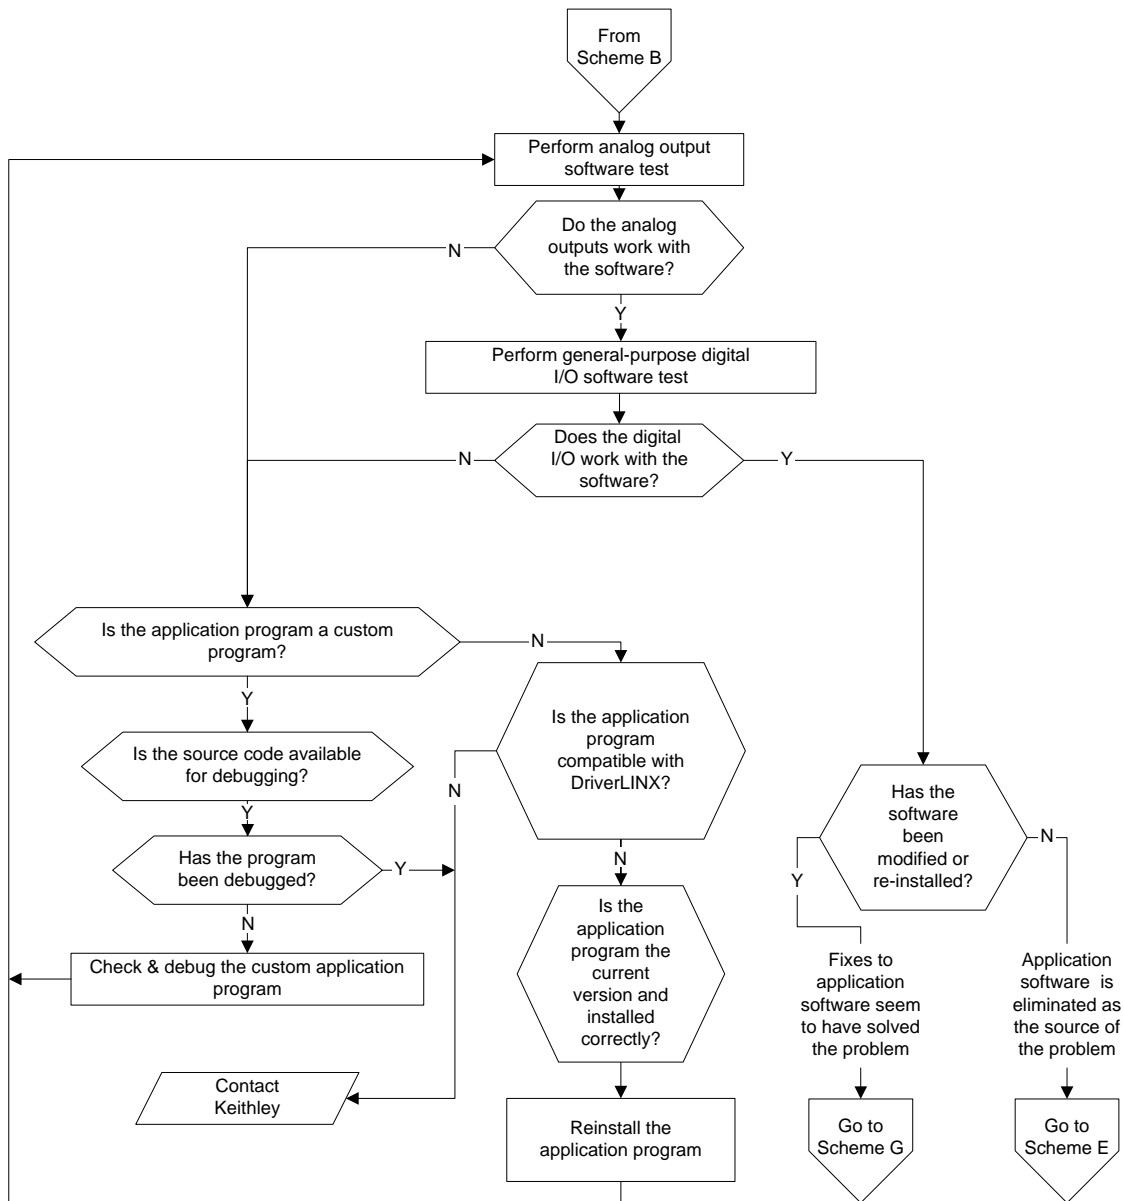 From
Scheme B
Perform analog output
software test
Do the analog
outputs work with
the software?
N
Y
Perform general-purpose digital
I/O software test
Does the digital
I/O work with the
software?
N
Y
Is the application program a custom
program?
N
Y
Is the source code available
for debugging?
Y
Has the program
been debugged?
Y
N
Check & debug the custom application
program
Contact
Keithley
Is the application
program
compatible with
DriverLINX?
N
N
Is the
application
program the
current
version and
installed
correctly?
Reinstall the
application program
Has the
software
been
modified or
re-installed?
Y
N
Fixes to
application
software seem
to have solved
the problem
Application
software is
eliminated as
the source of
the problem
Go to
Scheme G
Go to
Scheme E